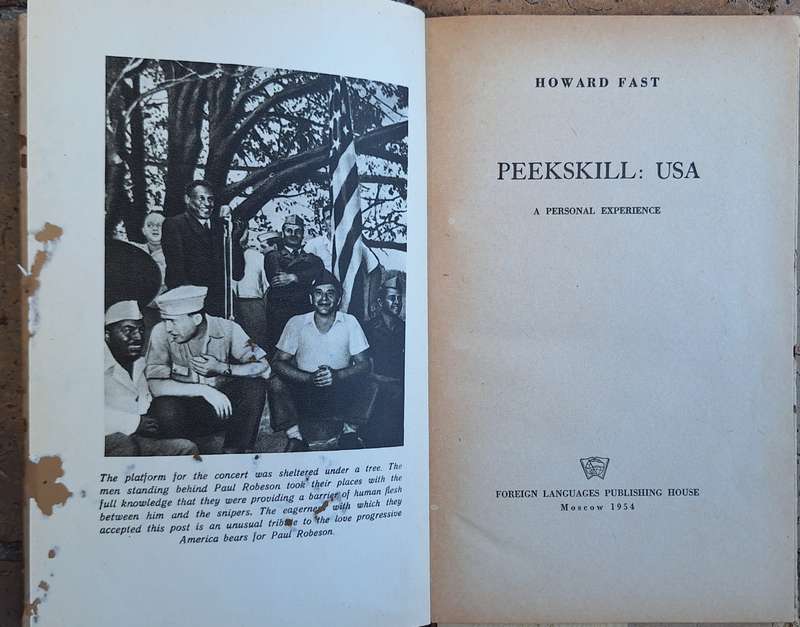 The platform for the concert was sheltered under a tree. The
men standing behind Paul Robeson took their places with the
full knowledge that they were providing a barrier of human flesh
between him and the snipers. The eagerness with which they
accepted this post is an unusual tribute to the love progressive
America bears for Paul Robeson.
HOWARD FAST
PEEKSKILL: USA
A PERSONAL EXPERIENCE
FOREIGN LANGUAGES PUBLISHING HOUSE
Moscow 1954